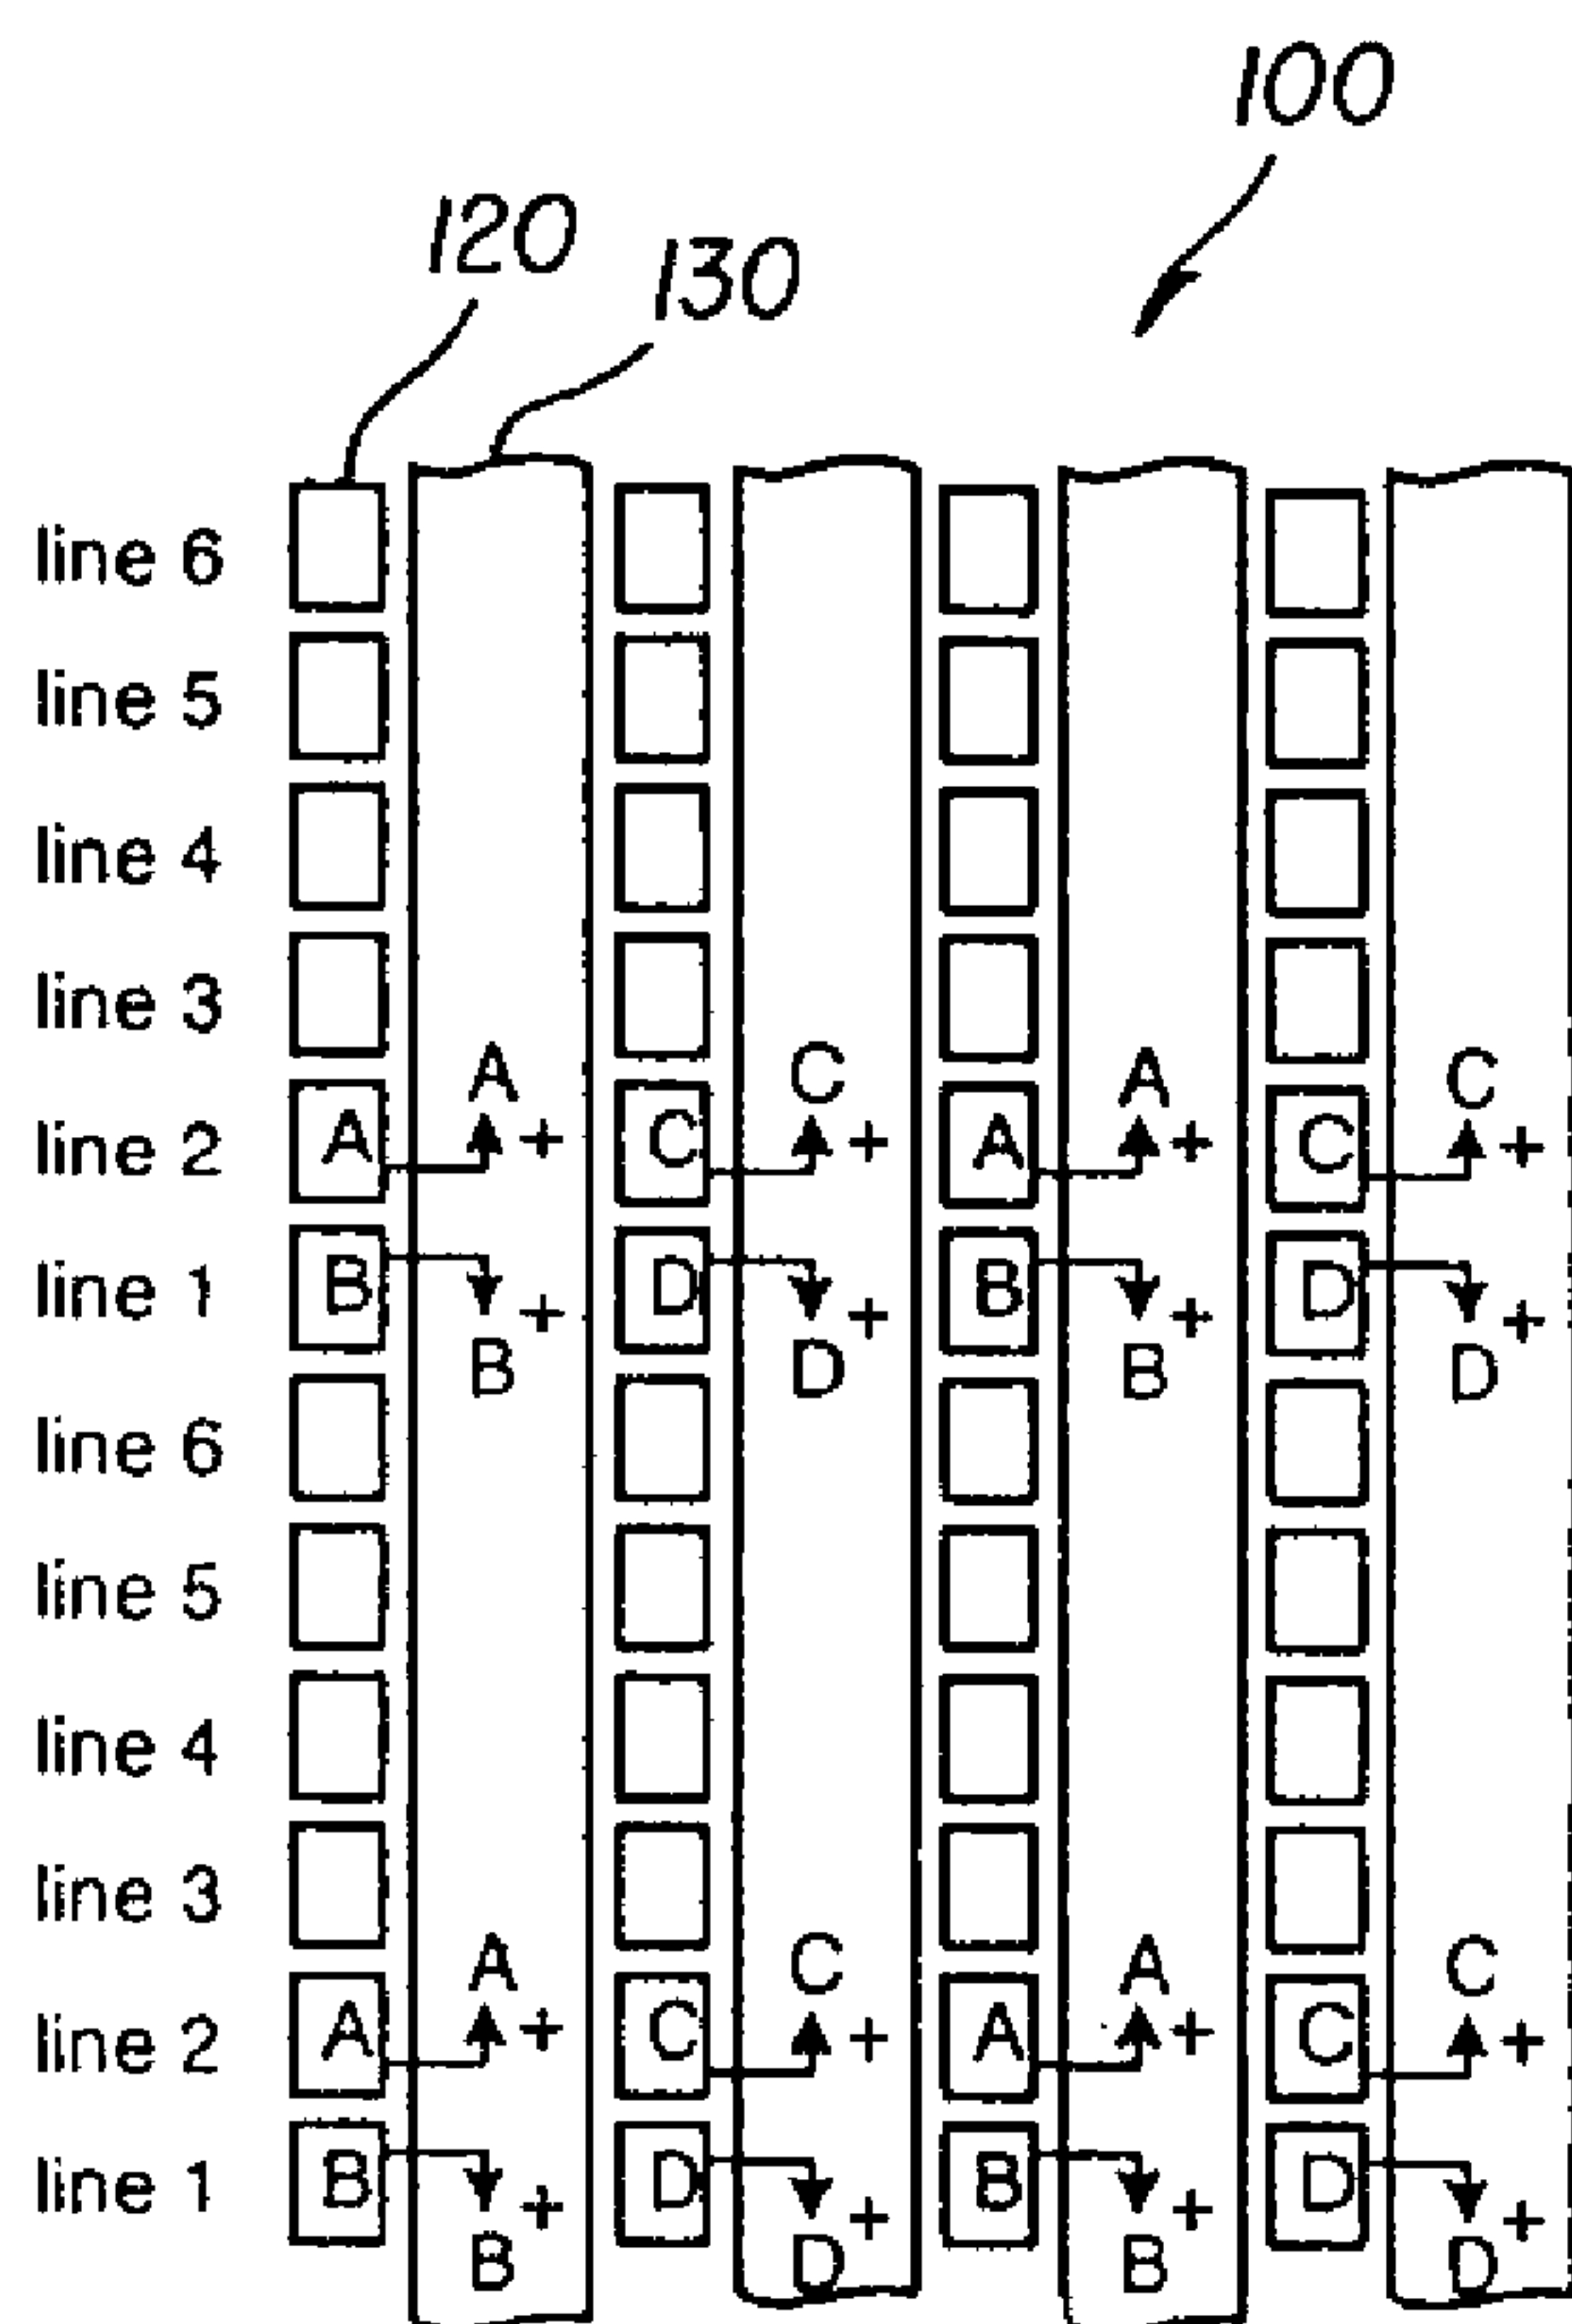 100
120
130
line 6
line 5
line 4
line 3
A C A C
line 2 A + C + A + C +
line 1 B + D + B + D +
B D B D
line 6
line 5
line 4
line 3
A C A C
line 2 A + C + A + C +
line 1 B + D + B + D +
B D B D